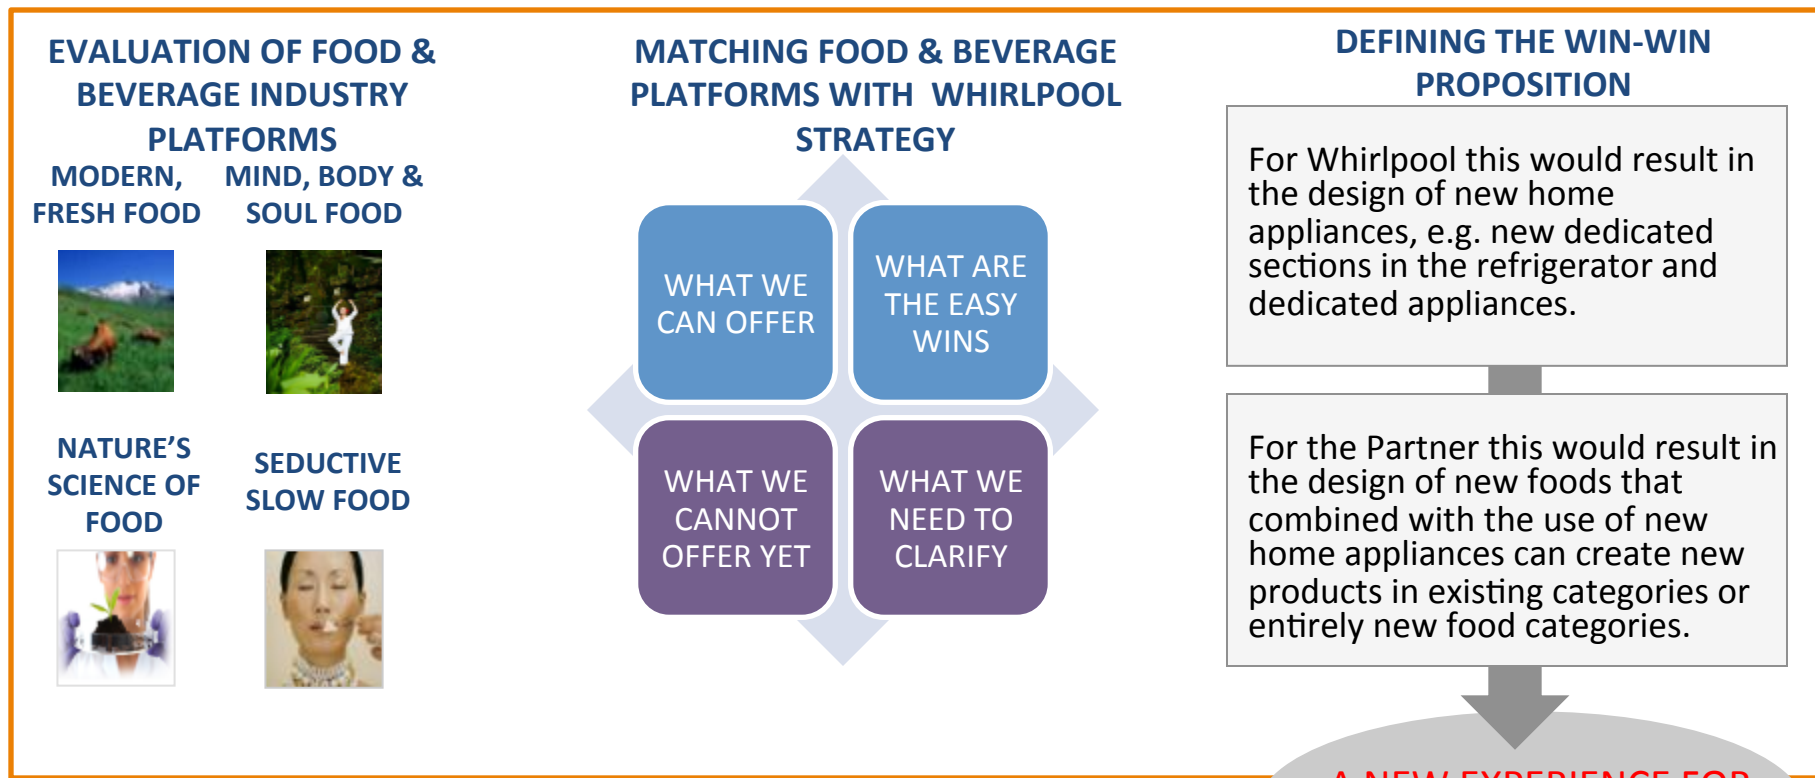 EVALUATION OF FOOD &
BEVERAGE INDUSTRY
PLATFORMS
MODERN,
FRESH FOOD
MIND, BODY &
SOUL FOOD
NATURE'S
SCIENCE OF
FOOD
SEDUCTIVE
SLOW FOOD
MATCHING FOOD & BEVERAGE
PLATFORMS WITH WHIRLPOOL
STRATEGY
WHAT WE
CAN OFFER
WHAT ARE
THE EASY
WINS
WHAT WE
CANNOT
OFFER YET
WHAT WE
NEED TO
CLARIFY
DEFINING THE WIN-WIN
PROPOSITION
For Whirlpool this would result in
the design of new home
appliances, e.g. new dedicated
sections in the refrigerator and
dedicated appliances.
For the Partner this would result in
the design of new foods that
combined with the use of new
home appliances can create new
products in existing categories or
entirely new food categories.
A NEW EXPERIENCE FOR